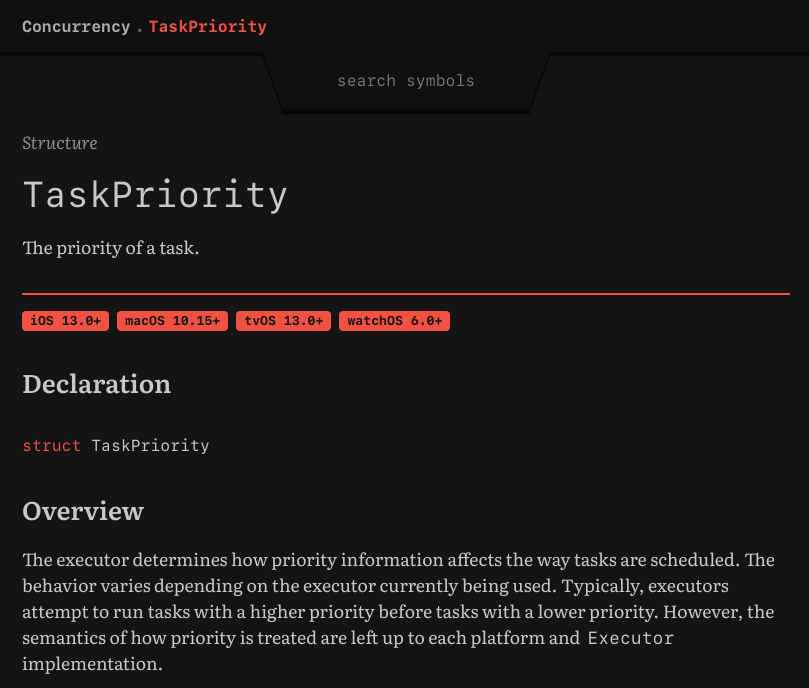 Concurrency . TaskPriority
search symbols
Structure
TaskPriority
The priority of a task.
iOS 13.0+ macOS 10.15+ tvOS 13.0+ watchOS 6.0+
Declaration
struct TaskPriority
Overview
The executor determines how priority information affects the way tasks are scheduled. The
behavior varies depending on the executor currently being used. Typically, executors
attempt to run tasks with a higher priority before tasks with a lower priority. However, the
semantics of how priority is treated are left up to each platform and Executor
implementation.